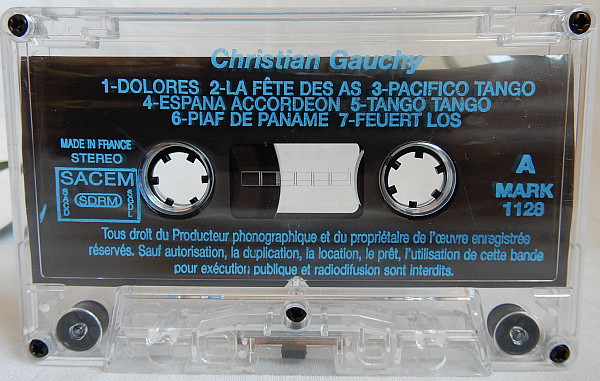 Christian Gauchy
1-DOLORES 2-LA FÊTE DES AS 3-PACIFICO TANGO
4-ESPANA ACCORDEON 5-TANGO TANGO
6-PIAF DE PANAME 7-FEUERT LOS
MADE IN FRANCE
STEREO
SACEM
SACD
SDRM
SGDL
A
MARK
1128
Tous droit du Producteur phonographique et du propriétaire de l'œuvre enregistrée
réservés. Sauf autorisation, la duplication, la location, le prêt, l'utilisation de cette bande
pour exécution publique et radiodifusion sont interdits.